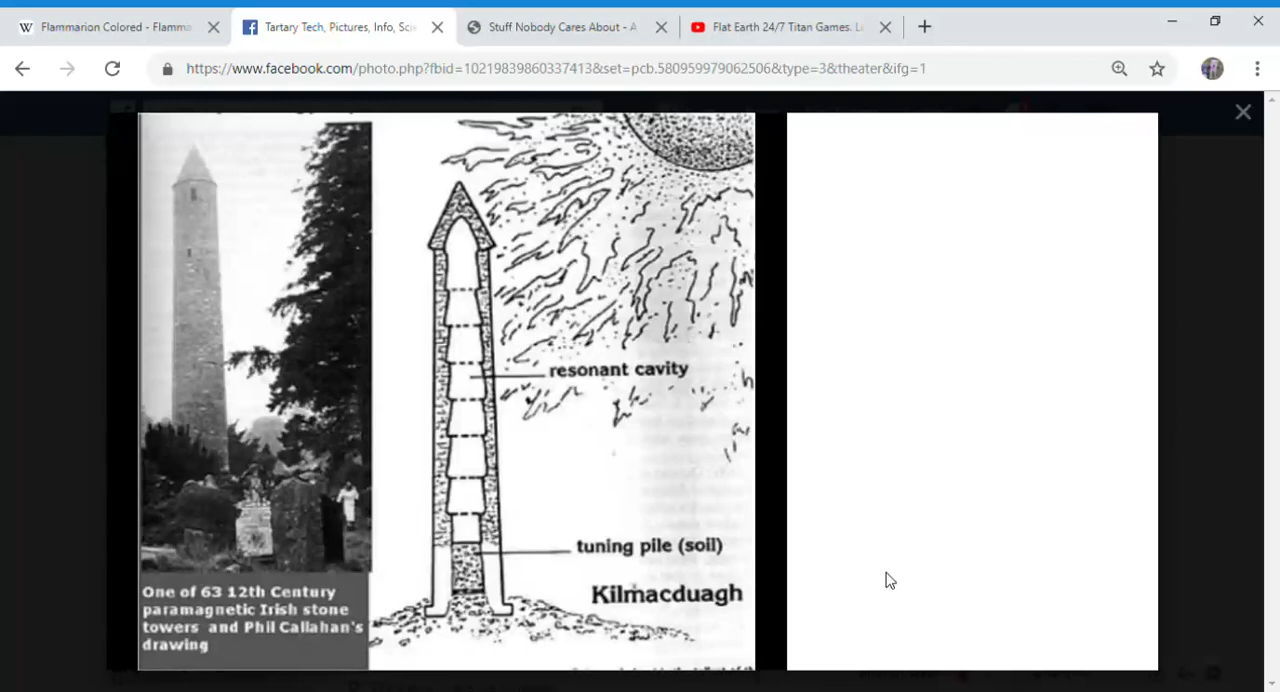 Flammarion Colored - Flamma
Tartary Tech, Pictures, Info, Scie
Stuff Nobody Cares About - A
Flat Earth 24/7 Titan Games. Li
https://www.facebook.com/photo.php?fbid=10219839860337413&set=pcb.580959979062506&type=3&theater&ifg=1
resonant cavity
tuning pile (soil)
Kilmacduagh
One of 63 12th Century
paramagnetic Irish stone
towers and Phil Callahan's
drawing